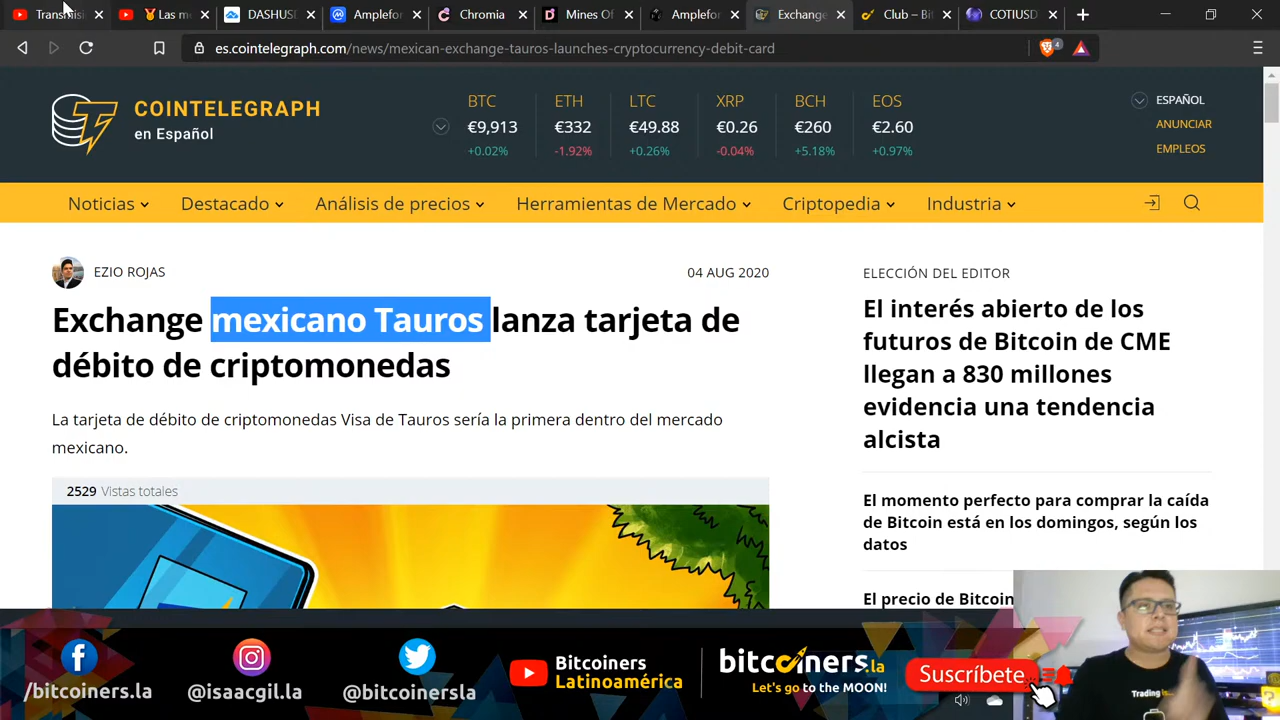 Transmis
Las me
DASHUSD
Amplefo
Chromia
Mines Of
Amplefo
Exchange
Club – Bi
COTIUSD
es.cointelegraph.com/news/mexican-exchange-tauros-launches-cryptocurrency-debit-card
4
COINTELEGRAPH
en Español
BTC ETH LTC XRP BCH EOS
€9,913 €332 €49.88 €0.26 €260 €2.60
+0.02% -1.92% +0.26% -0.04% +5.18% +0.97%
ESPAÑOL
ANUNCIAR
EMPLEOS
Noticias Destacado Análisis de precios Herramientas de Mercado Criptopedia Industria
EZIO ROJAS
04 AUG 2020
Exchange mexicano Tauros lanza tarjeta de
débito de criptomonedas
La tarjeta de débito de criptomonedas Visa de Tauros sería la primera dentro del mercado
mexicano.
2529 Vistas totales
ELECCIÓN DEL EDITOR
El interés abierto de los
futuros de Bitcoin de CME
llegan a 830 millones
evidencia una tendencia
alcista
El momento perfecto para comprar la caída
de Bitcoin está en los domingos, según los
datos
El precio de Bitcoin
Trading is
/bitcoiners.la
@isaacgil.la
@bitcoinersla
Bitcoiners
Latinoamérica
bitcoiners.la
Let's go to the MOON!
Suscríbete